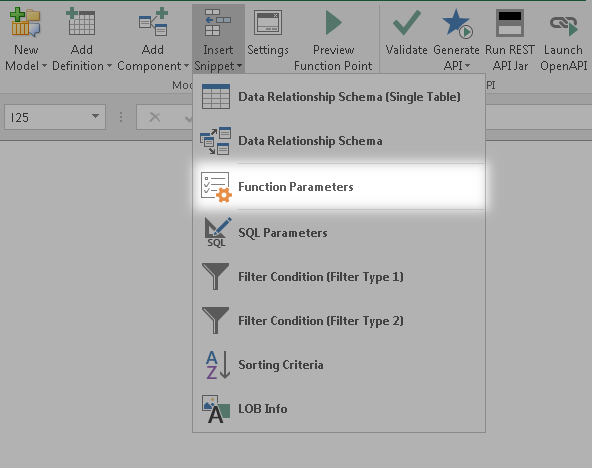 New Add Add Insert Settings Preview Validate Generate Run REST Launch
Model Definition Component Snippet Function Point API API Jar OpenAPI
Moc PI
I25
Data Relationship Schema (Single Table)
Data Relationship Schema
Function Parameters
SQL
SQL Parameters
Filter Condition (Filter Type 1)
Filter Condition (Filter Type 2)
A
Z
Sorting Criteria
A
LOB Info